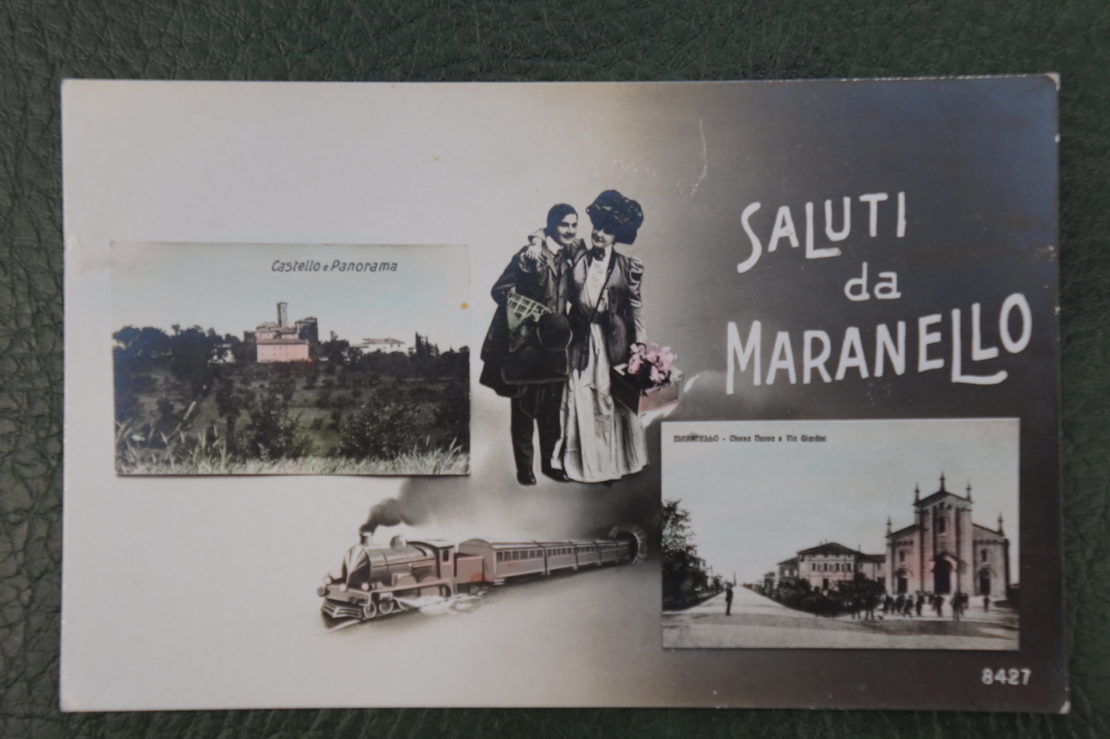 Castello e Panorama
SALUTI
da
MARANELLO
MARANELLO - Chiesa Nuova e Via Giardini
8427